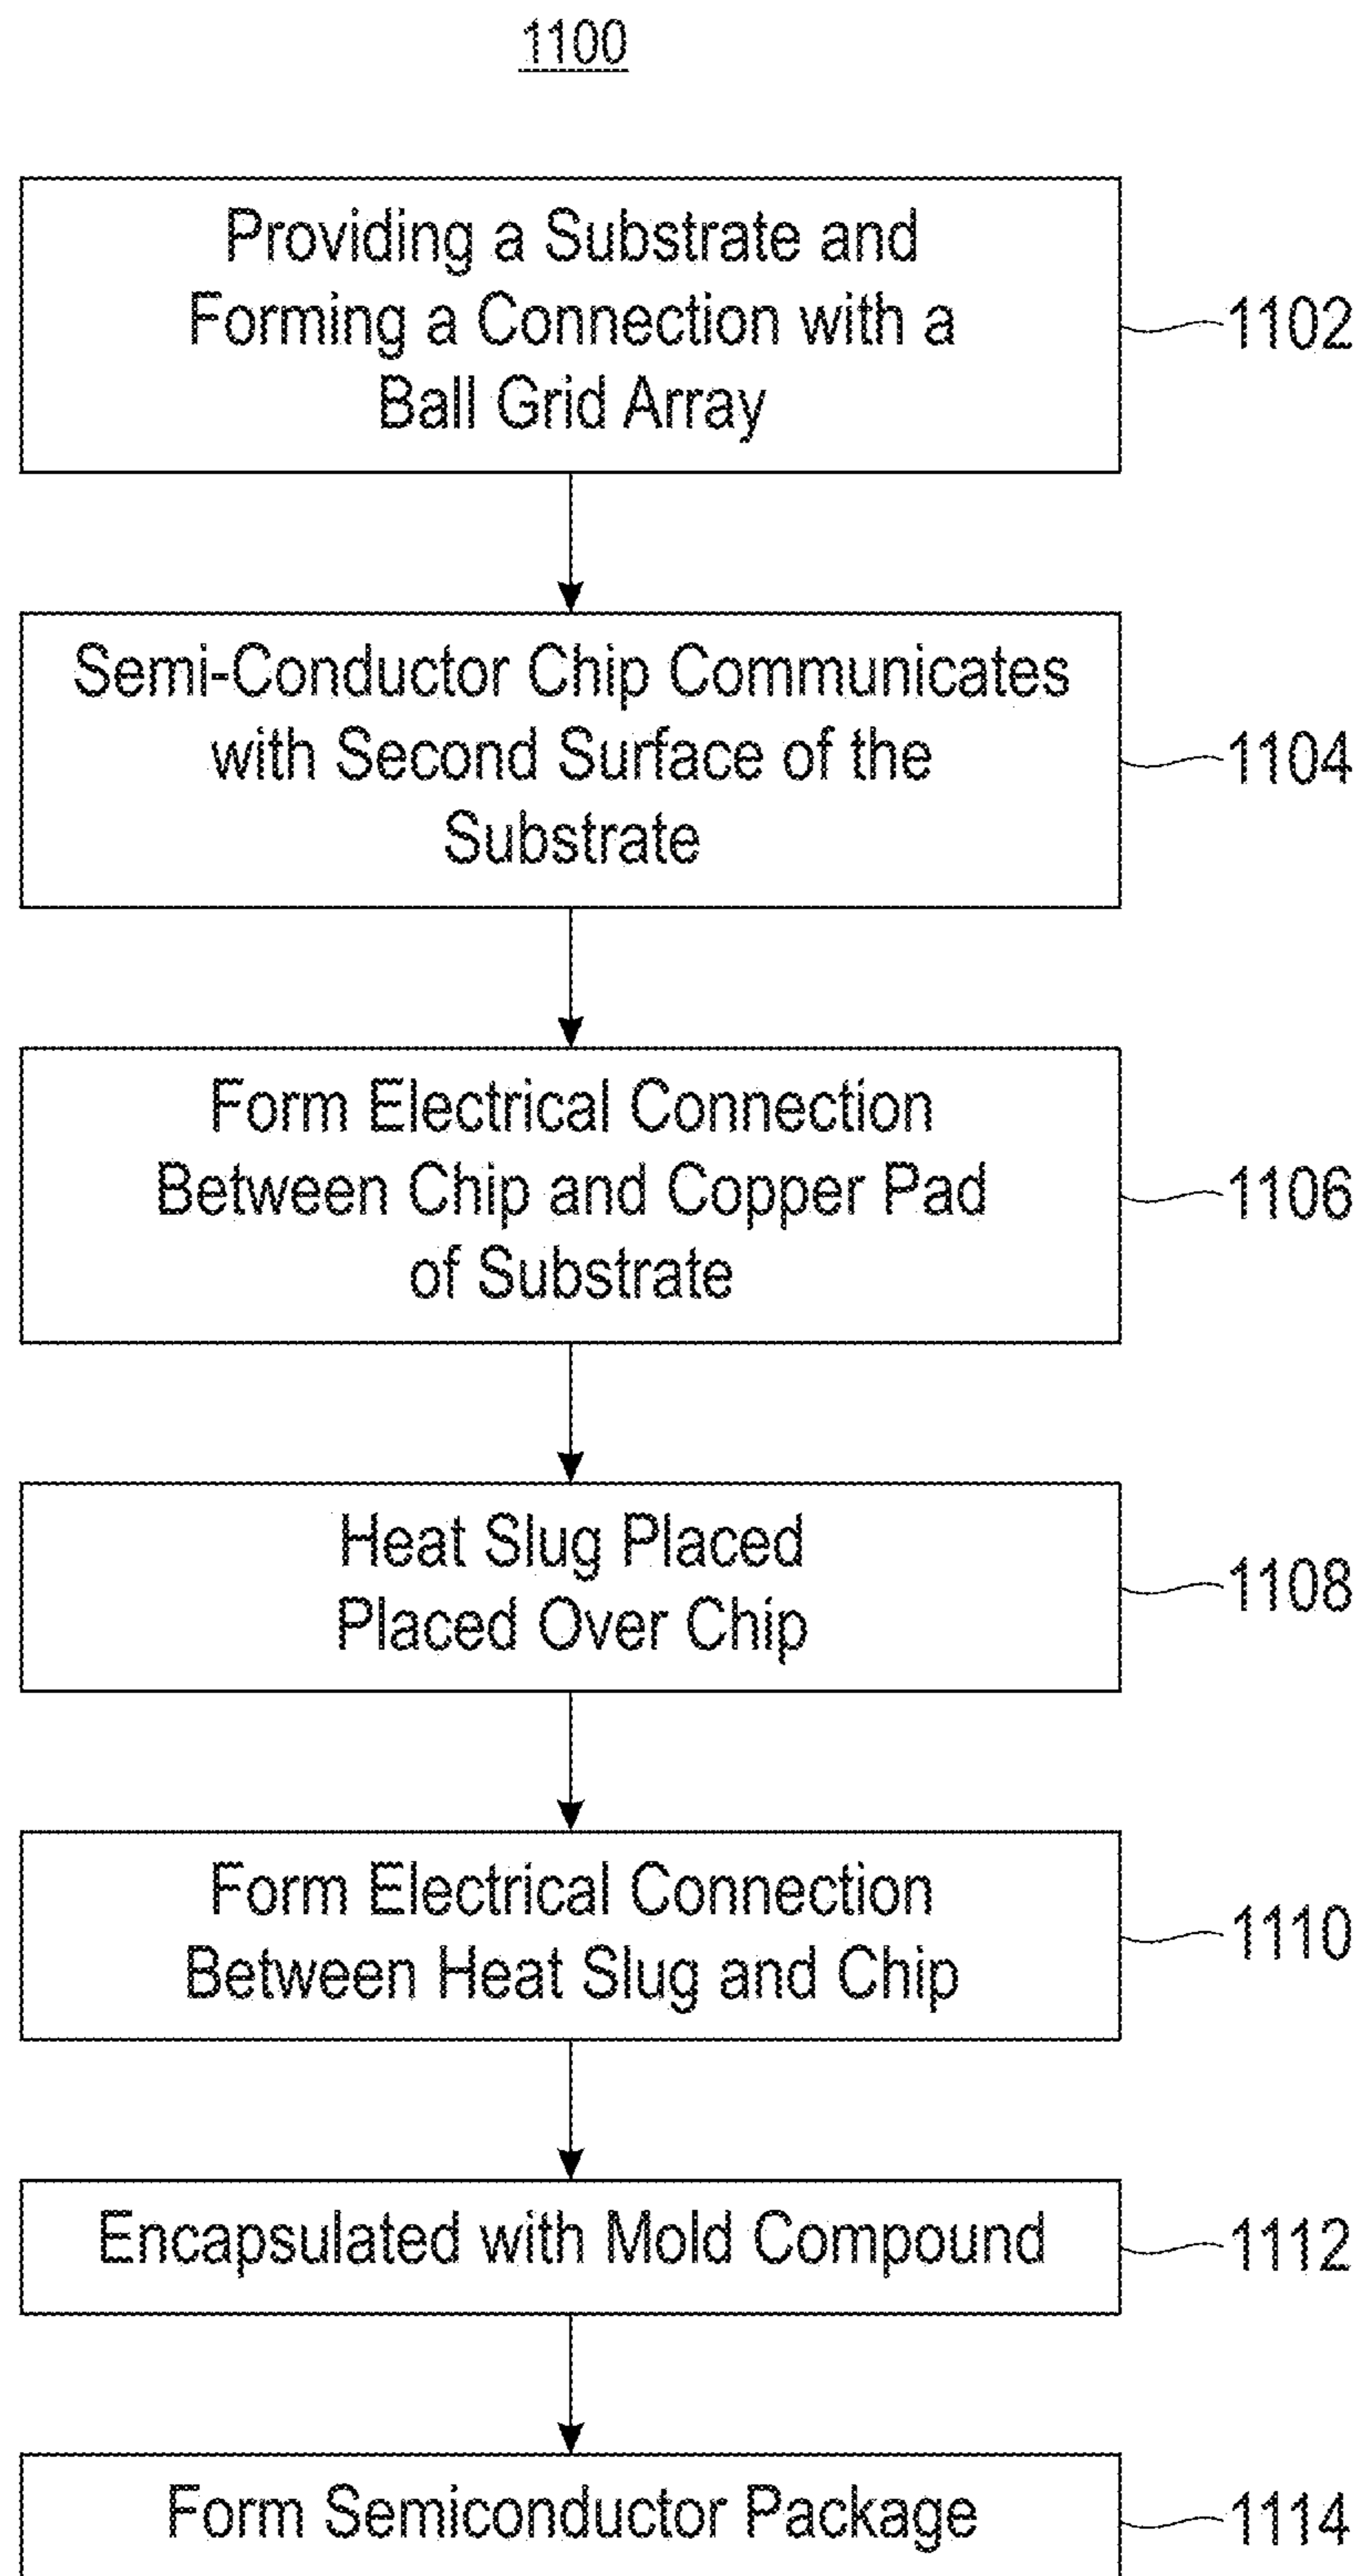 1100
Providing a Substrate and
Forming a Connection with a
Ball Grid Array
1102
Semi-Conductor Chip Communicates
with Second Surface of the
Substrate
1104
Form Electrical Connection
Between Chip and Copper Pad
of Substrate
1106
Heat Slug Placed
Placed Over Chip
1108
Form Electrical Connection
Between Heat Slug and Chip
1110
Encapsulated with Mold Compound
1112
Form Semiconductor Package
1114